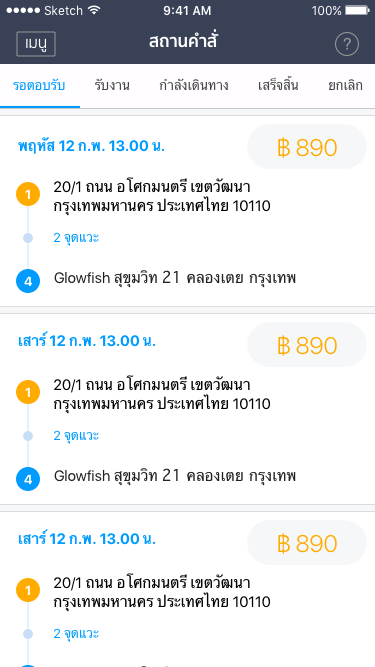 Sketch 9:41 AM 100%
เมนู สถานคำสั่ ?
รอตอบรับ รับงาน กำลังเดินทาง เสร็จสิ้น ยกเลิก
พฤหัส 12 ก.พ. 13.00 น. ฿ 890
1 20/1 ถนน อโศกมนตรี เขตวัฒนา
กรุงเทพมหานคร ประเทศไทย 10110
2 จุดแวะ
4 Glowfish สุขุมวิท 21 คลองเตย กรุงเทพ
เสาร์ 12 ก.พ. 13.00 น. ฿ 890
1 20/1 ถนน อโศกมนตรี เขตวัฒนา
กรุงเทพมหานคร ประเทศไทย 10110
2 จุดแวะ
4 Glowfish สุขุมวิท 21 คลองเตย กรุงเทพ
เสาร์ 12 ก.พ. 13.00 น. ฿ 890
1 20/1 ถนน อโศกมนตรี เขตวัฒนา
กรุงเทพมหานคร ประเทศไทย 10110
2 จุดแวะ